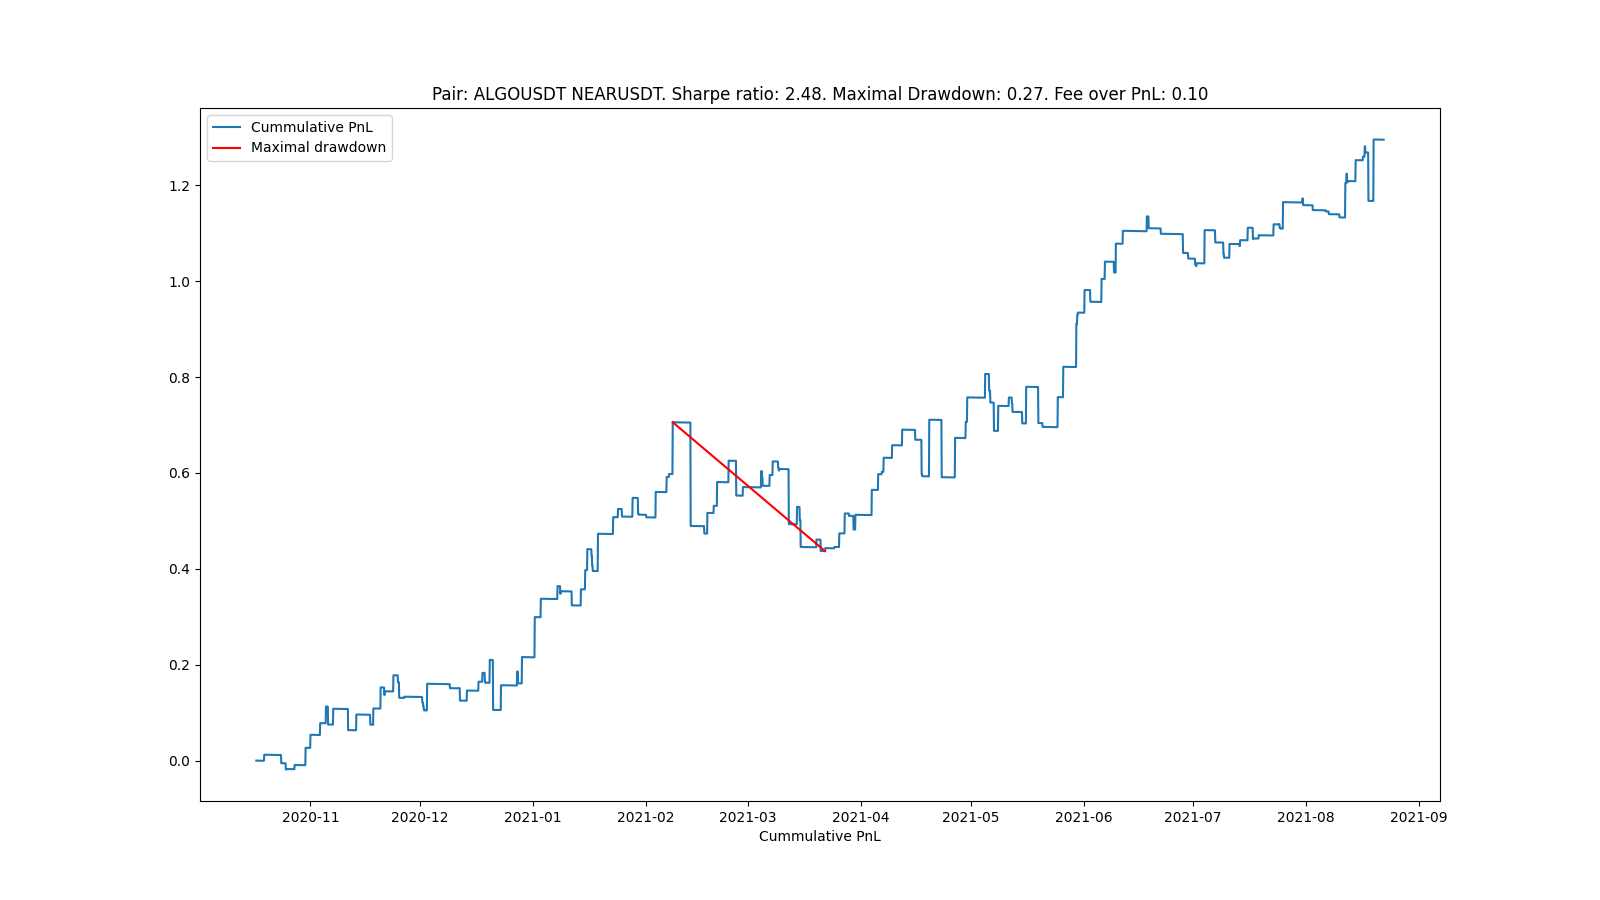 Pair: ALGOUSDT NEARUSDT. Sharpe ratio: 2.48. Maximal Drawdown: 0.27. Fee over PnL: 0.10
Cummulative PnL
Maximal drawdown
1.2
1.0
0.8
0.6
0.4
0.2
0.0
2020-11 2020-12 2021-01 2021-02 2021-03 2021-04 2021-05 2021-06 2021-07 2021-08 2021-09
Cummulative PnL